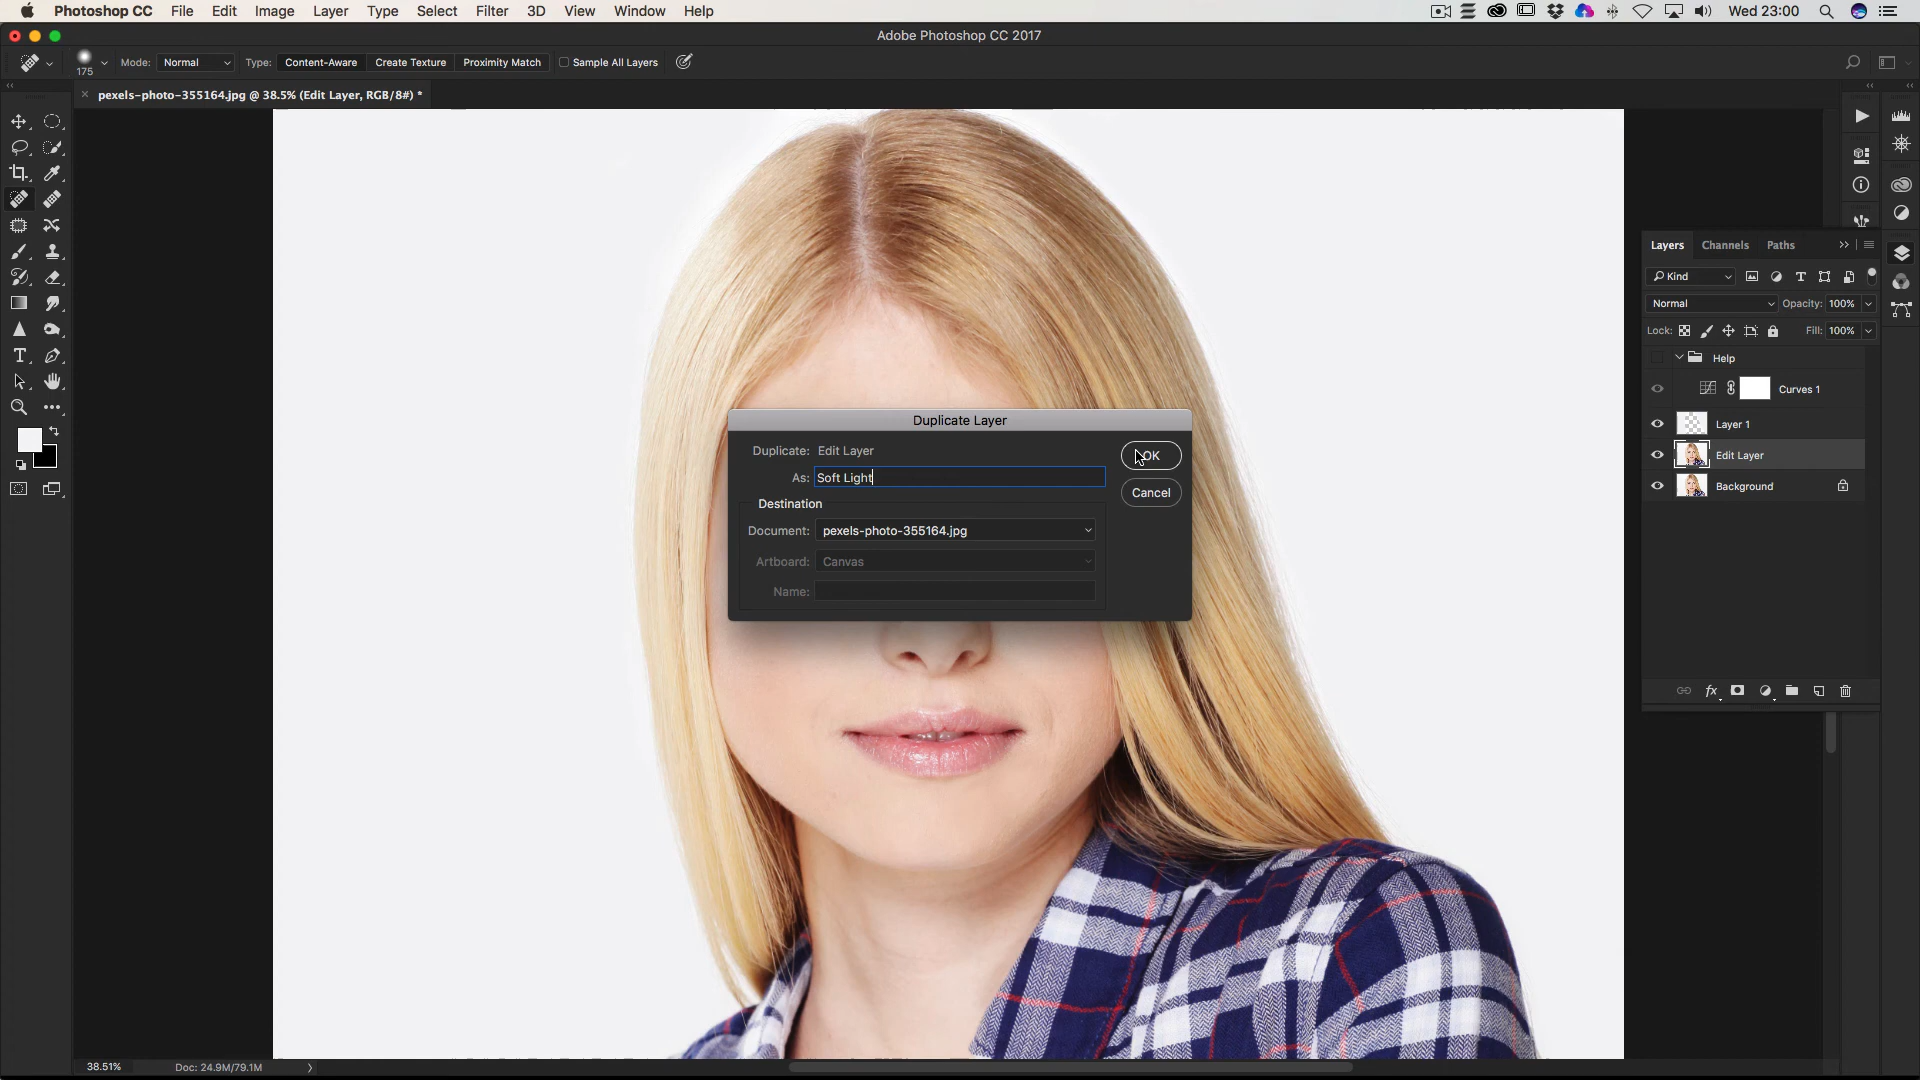 Photoshop CC File Edit Image Layer Type Select Filter 3D View Window Help Wed 23:00
Adobe Photoshop CC 2017
175 Mode: Normal Type: Content-Aware Create Texture Proximity Match Sample All Layers
pexels-photo-355164.jpg @ 38.5% (Edit Layer, RGB/8#) *
Layers Channels Paths
Kind
Normal Opacity: 100%
Lock: Fill: 100%
Help
Curves 1
Layer 1
Edit Layer
Background
Duplicate Layer
Duplicate: Edit Layer
OK
As: Soft Light
Cancel
Destination
Document: pexels-photo-355164.jpg
Artboard: Canvas
Name:
38.51% Doc: 24.9M/79.1M